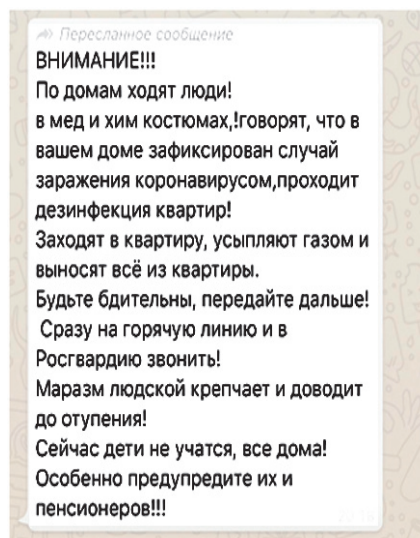 Пересланное сообщение
ВНИМАНИЕ!!!
По домам ходят люди!
в мед и хим костюмах,!говорят, что в
вашем доме зафиксирован случай
заражения коронавирусом,проходит
дезинфекция квартир!
Заходят в квартиру, усыпляют газом и
выносят всё из квартиры.
Будьте бдительны, передайте дальше!
Сразу на горячую линию и в
Росгвардию звонить!
Маразм людской крепчает и доводит
до отупения!
Сейчас дети не учатся, все дома!
Особенно предупредите их и
пенсионеров!!!